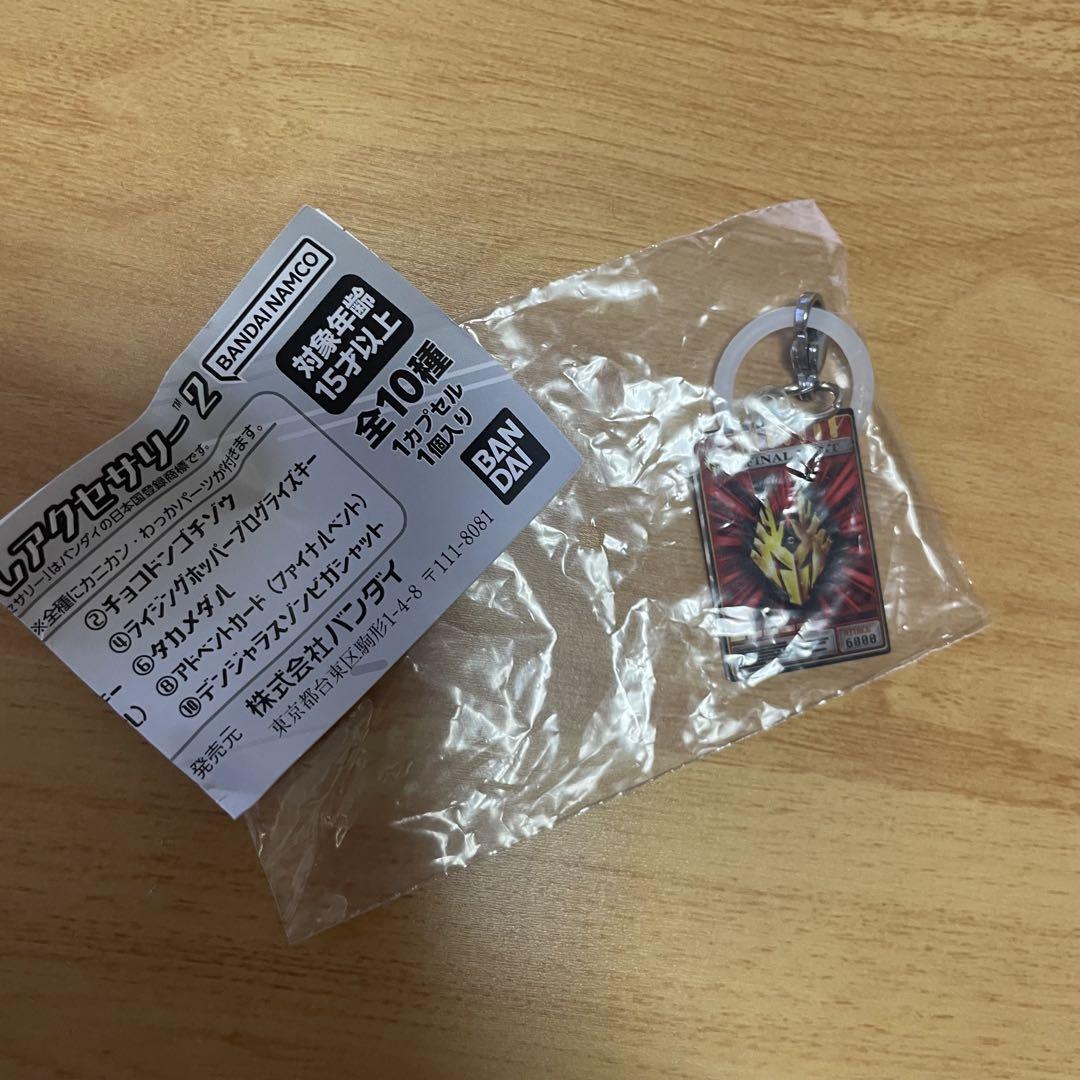 アクセサリー™2
BANDAI NAMCO
セサリー」はバンダイの日本国登録商標です。
※全種にカニカン・わっかパーツが付きます。
②チョコドンゴチゾウ
④ライジングホッパープログライズキー
⑥タカメダル
⑧アドベントカード（ファイナルベント）
⑩デンジャラスゾンビガシャット
発売元
株式会社バンダイ
東京都台東区駒形1-4-8 〒111-8081
対象年齢
15才以上
全10種
1カプセル
1個入り
BAN
DAI
FINAL
6000